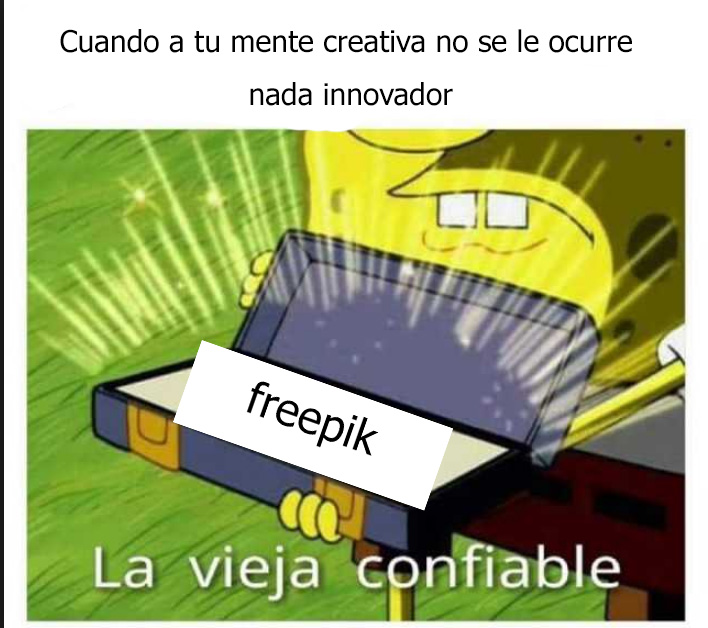 Cuando a tu mente creativa no se le ocurre
nada innovador
freepik
La vieja confiable